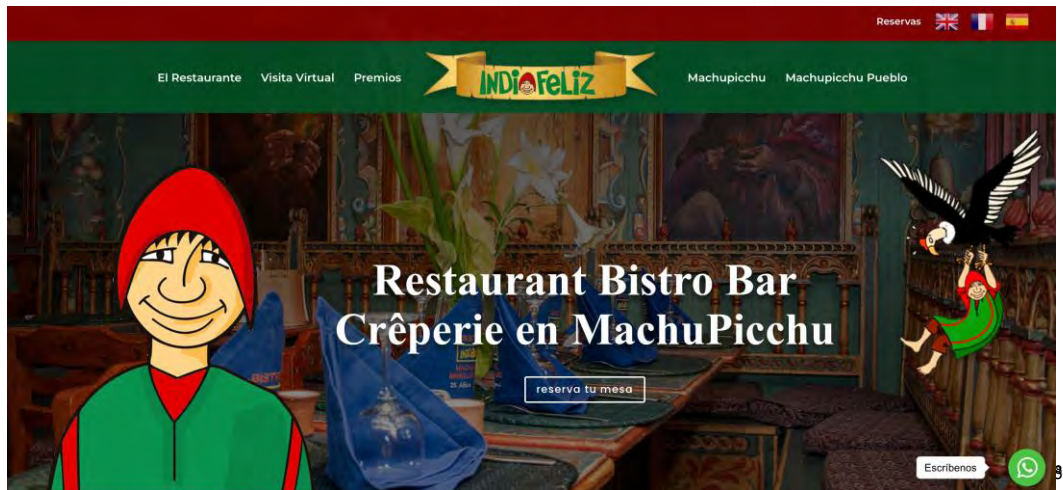 Reservas
El Restaurante Visita Virtual Premios INDIO FELIZ Machupicchu Machupicchu Pueblo
Restaurant Bistro Bar
Crêperie en MachuPicchu
reserva tu mesa
Escríbenos